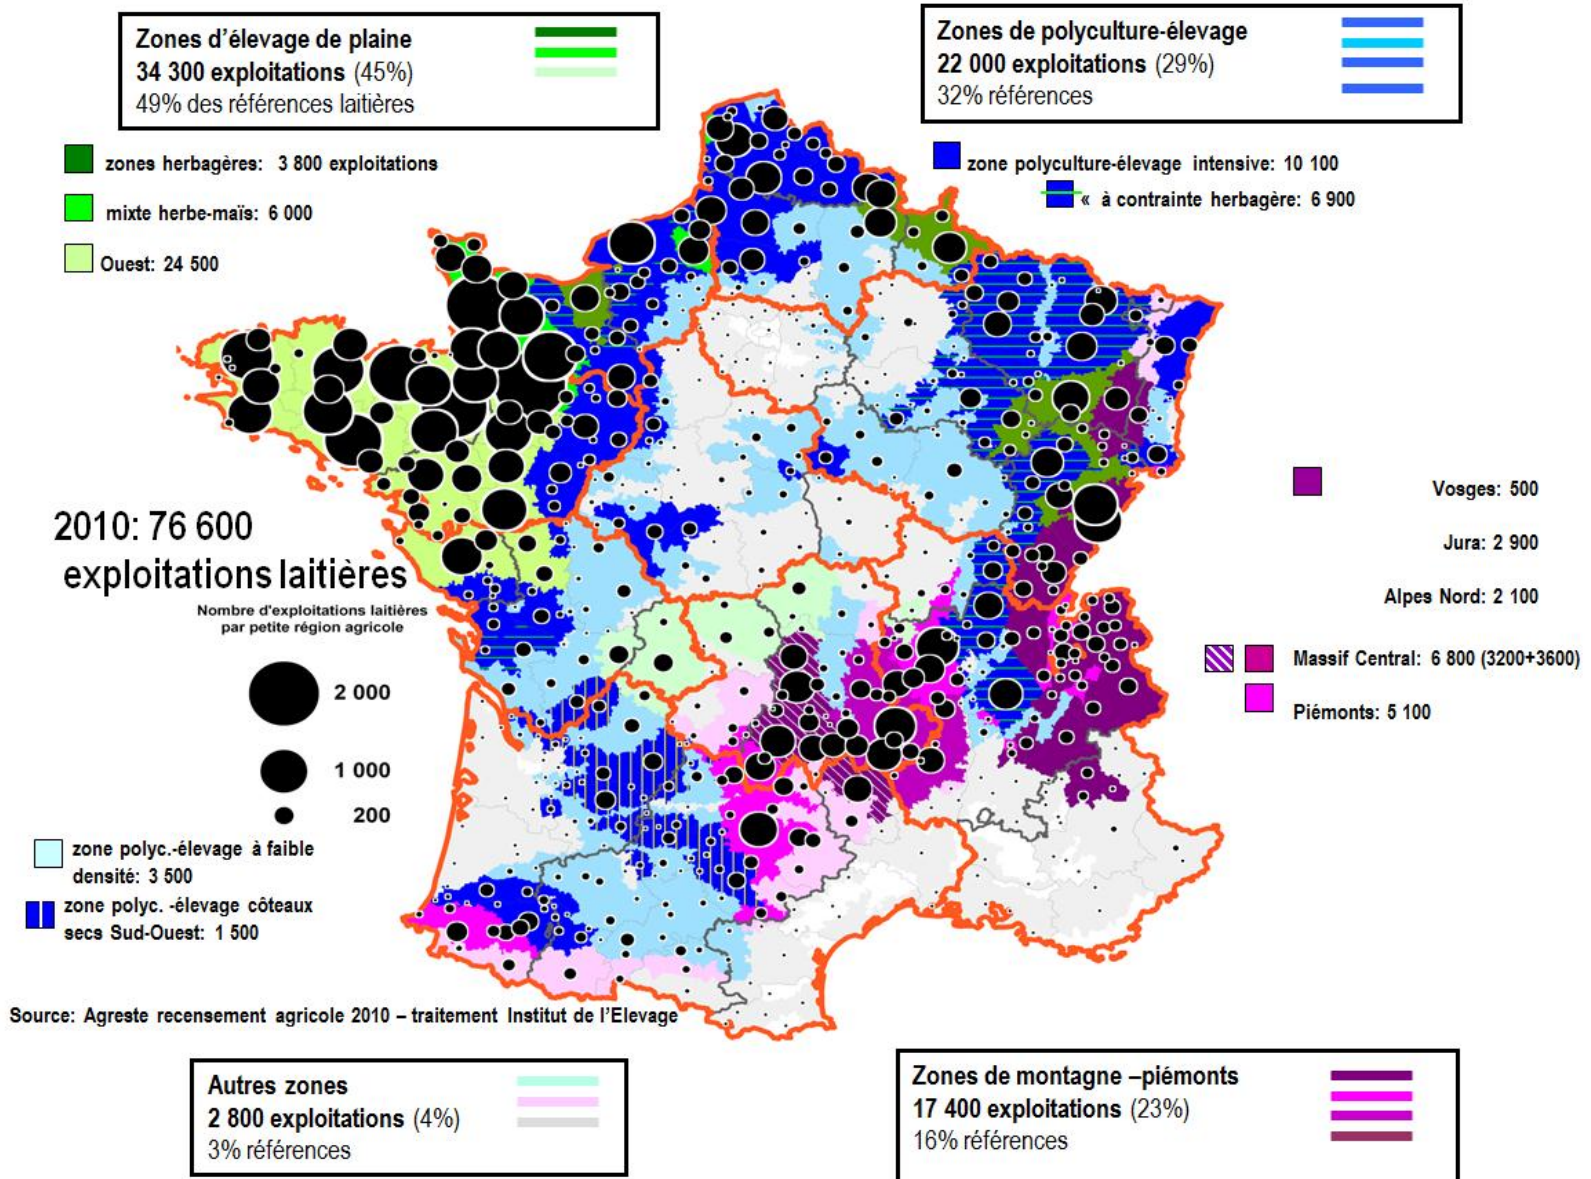 Zones d'élevage de plaine
34 300 exploitations (45%)
49% des références laitières
Zones de polyculture-élevage
22 000 exploitations (29%)
32% références
zones herbagères: 3 800 exploitations
mixte herbe-maïs: 6 000
Ouest: 24 500
zone polyculture-élevage intensive: 10 100
« à contrainte herbagère: 6 900
2010: 76 600
exploitations laitières
Nombre d'exploitations laitières
par petite région agricole
2 000
1 000
200
Vosges: 500
Jura: 2 900
Alpes Nord: 2 100
Massif Central: 6 800 (3200+3600)
Piémonts: 5 100
zone polyc.-élevage à faible
densité: 3 500
zone polyc. -élevage côteaux
secs Sud-Ouest: 1 500
Source: Agreste recensement agricole 2010 – traitement Institut de l'Elevage
Autres zones
2 800 exploitations (4%)
3% références
Zones de montagne –piémonts
17 400 exploitations (23%)
16% références